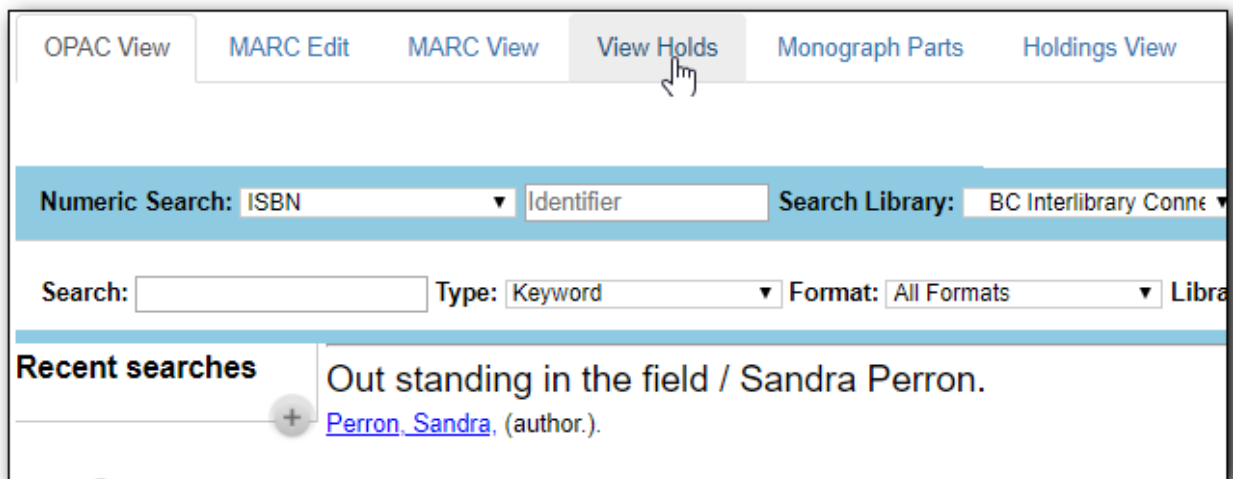 OPAC View MARC Edit MARC View View Holds Monograph Parts Holdings View
Numeric Search: ISBN Identifier Search Library: BC Interlibrary Conne
Search: Type: Keyword Format: All Formats Libra
Recent searches
+
Out standing in the field / Sandra Perron.
Perron, Sandra, (author.).